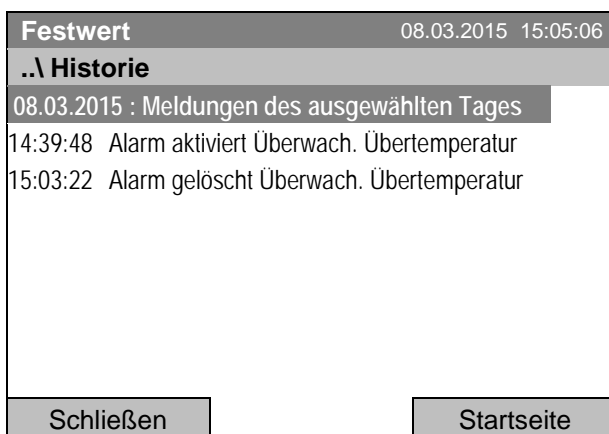 Festwert 08.03.2015 15:05:06
..\ Historie
08.03.2015 : Meldungen des ausgewählten Tages
14:39:48 Alarm aktiviert Überwach. Übertemperatur
15:03:22 Alarm gelöscht Überwach. Übertemperatur
Schließen Startseite